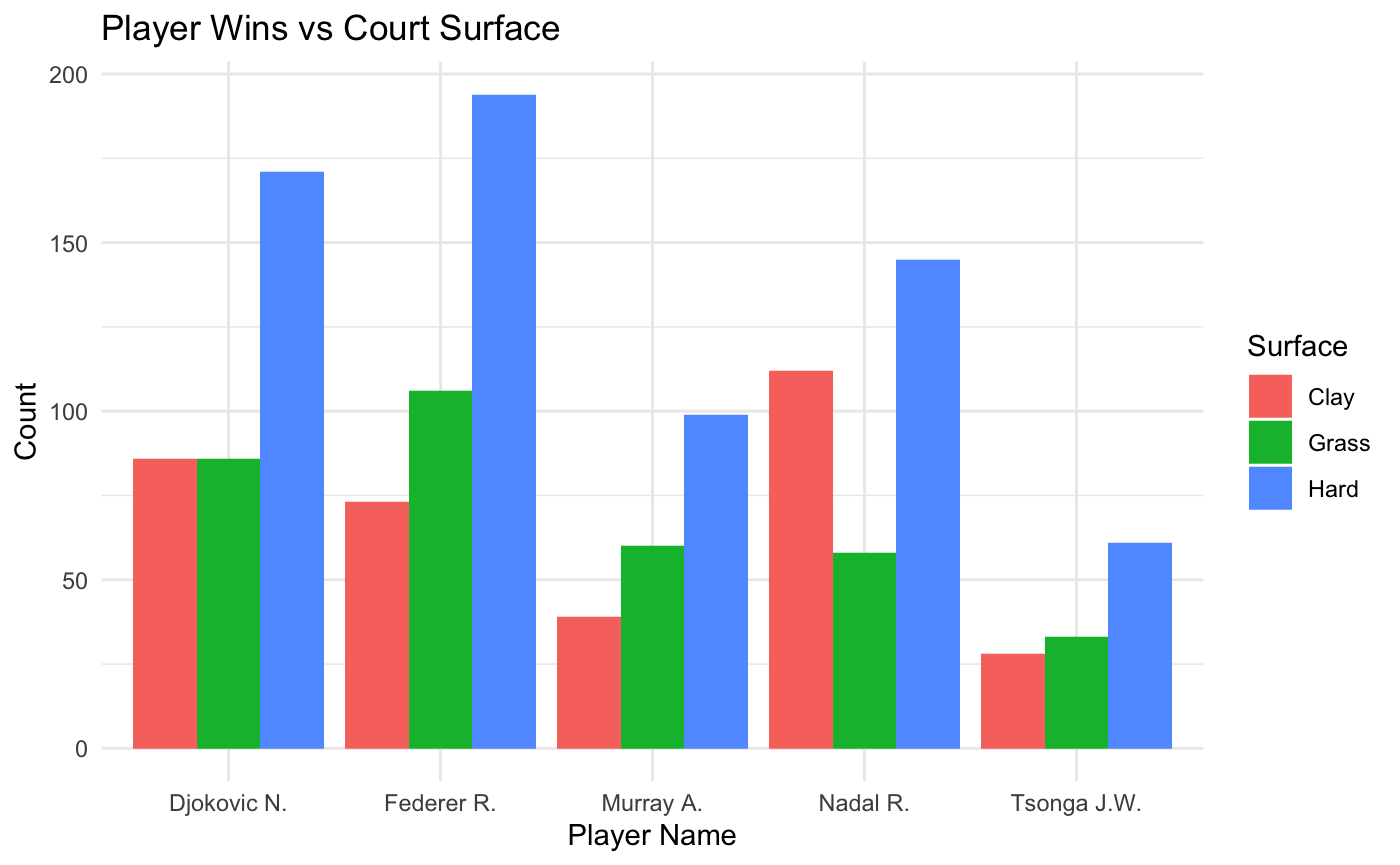 Player Wins vs Court Surface
200
150
100
50
0
Count
Djokovic N.
Federer R.
Murray A.
Nadal R.
Tsonga J.W.
Player Name
Surface
Clay
Grass
Hard